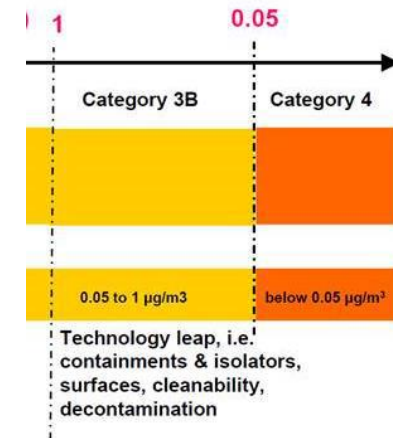 1
0.05
Category 3B
Category 4
0.05 to 1 µg/m3
below 0.05 µg/m³
Technology leap, i.e.
containments & isolators,
surfaces, cleanability,
decontamination